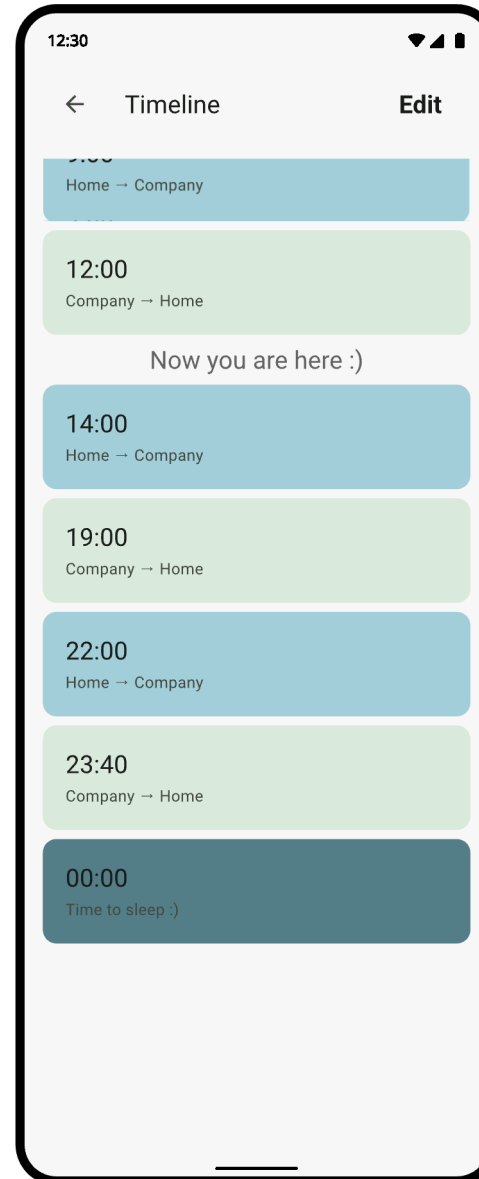 12:30
Timeline
Edit
Home → Company
12:00
Company → Home
Now you are here :)
14:00
Home → Company
19:00
Company → Home
22:00
Home → Company
23:40
Company → Home
00:00
Time to sleep :)